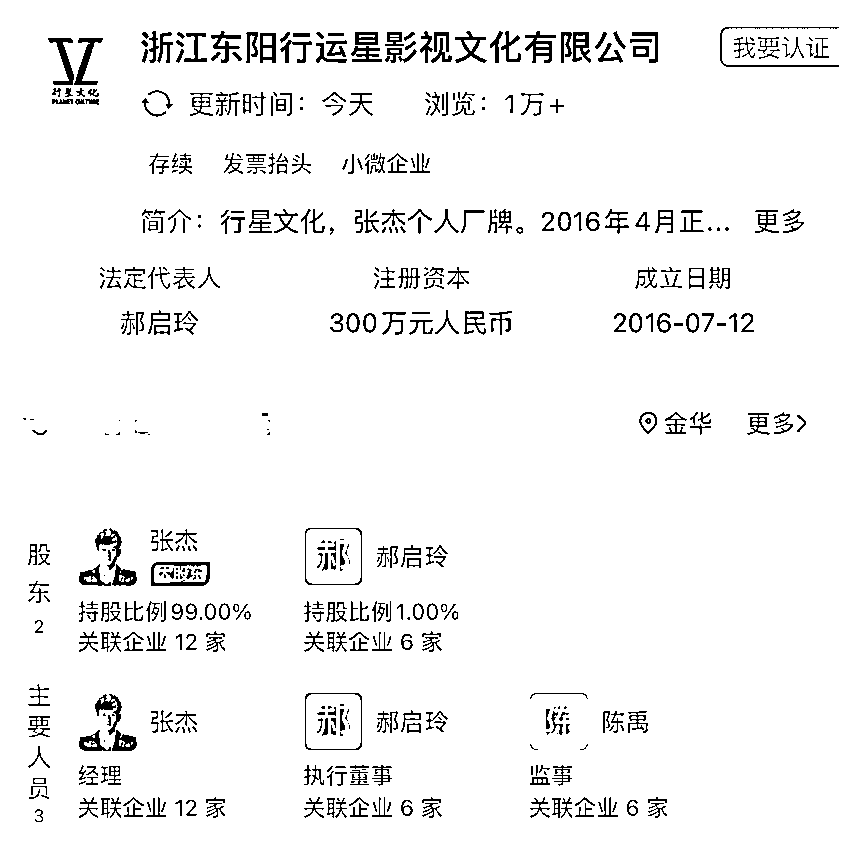 浙江东阳行运星影视文化有限公司
我要认证
行星文化
PLANET CULTURE
更新时间：今天 浏览：1万+
存续 发票抬头 小微企业
简介：行星文化，张杰个人厂牌。2016年4月正... 更多
法定代表人 注册资本 成立日期
郝启玲 300万元人民币 2016-07-12
金华 更多>
股东 2
张杰 郝 郝启玲
大股东
持股比例99.00% 持股比例1.00%
关联企业 12 家 关联企业 6 家
主要人员 3
张杰 郝 郝启玲 陈 陈禹
经理 执行董事 监事
关联企业 12 家 关联企业 6 家 关联企业 6 家